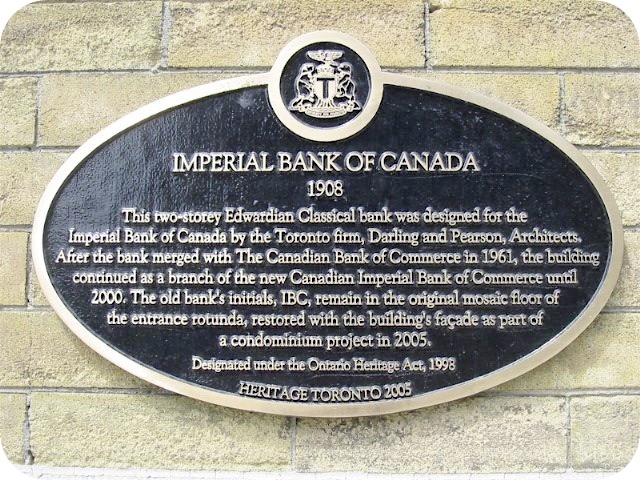 IMPERIAL BANK OF CANADA
1908
This two-storey Edwardian Classical bank was designed for the
Imperial Bank of Canada by the Toronto firm, Darling and Pearson, Architects.
After the bank merged with The Canadian Bank of Commerce in 1961, the building
continued as a branch of the new Canadian Imperial Bank of Commerce until
2000. The old bank's initials, IBC, remain in the original mosaic floor of
the entrance rotunda, restored with the building's façade as part of
a condominium project in 2005.
Designated under the Ontario Heritage Act, 1998
HERITAGE TORONTO 2005